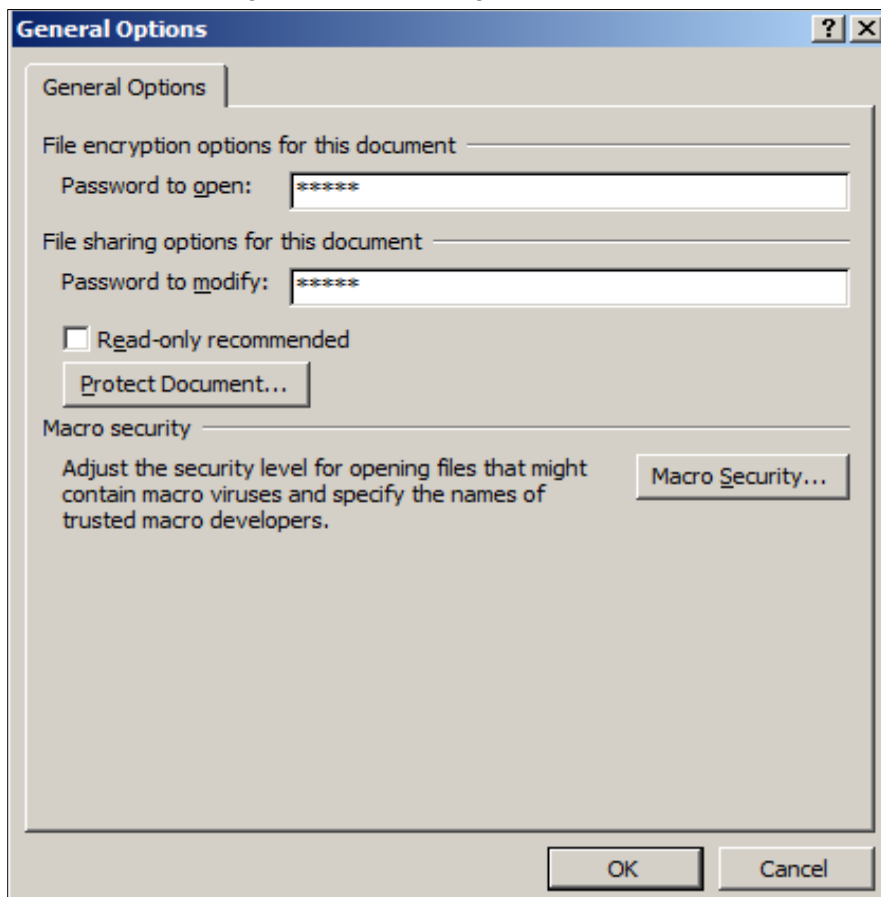 General Options
General Options
File encryption options for this document
Password to open: *****
File sharing options for this document
Password to modify: *****
Read-only recommended
Protect Document...
Macro security
Adjust the security level for opening files that might
contain macro viruses and specify the names of
trusted macro developers.
Macro Security...
OK Cancel